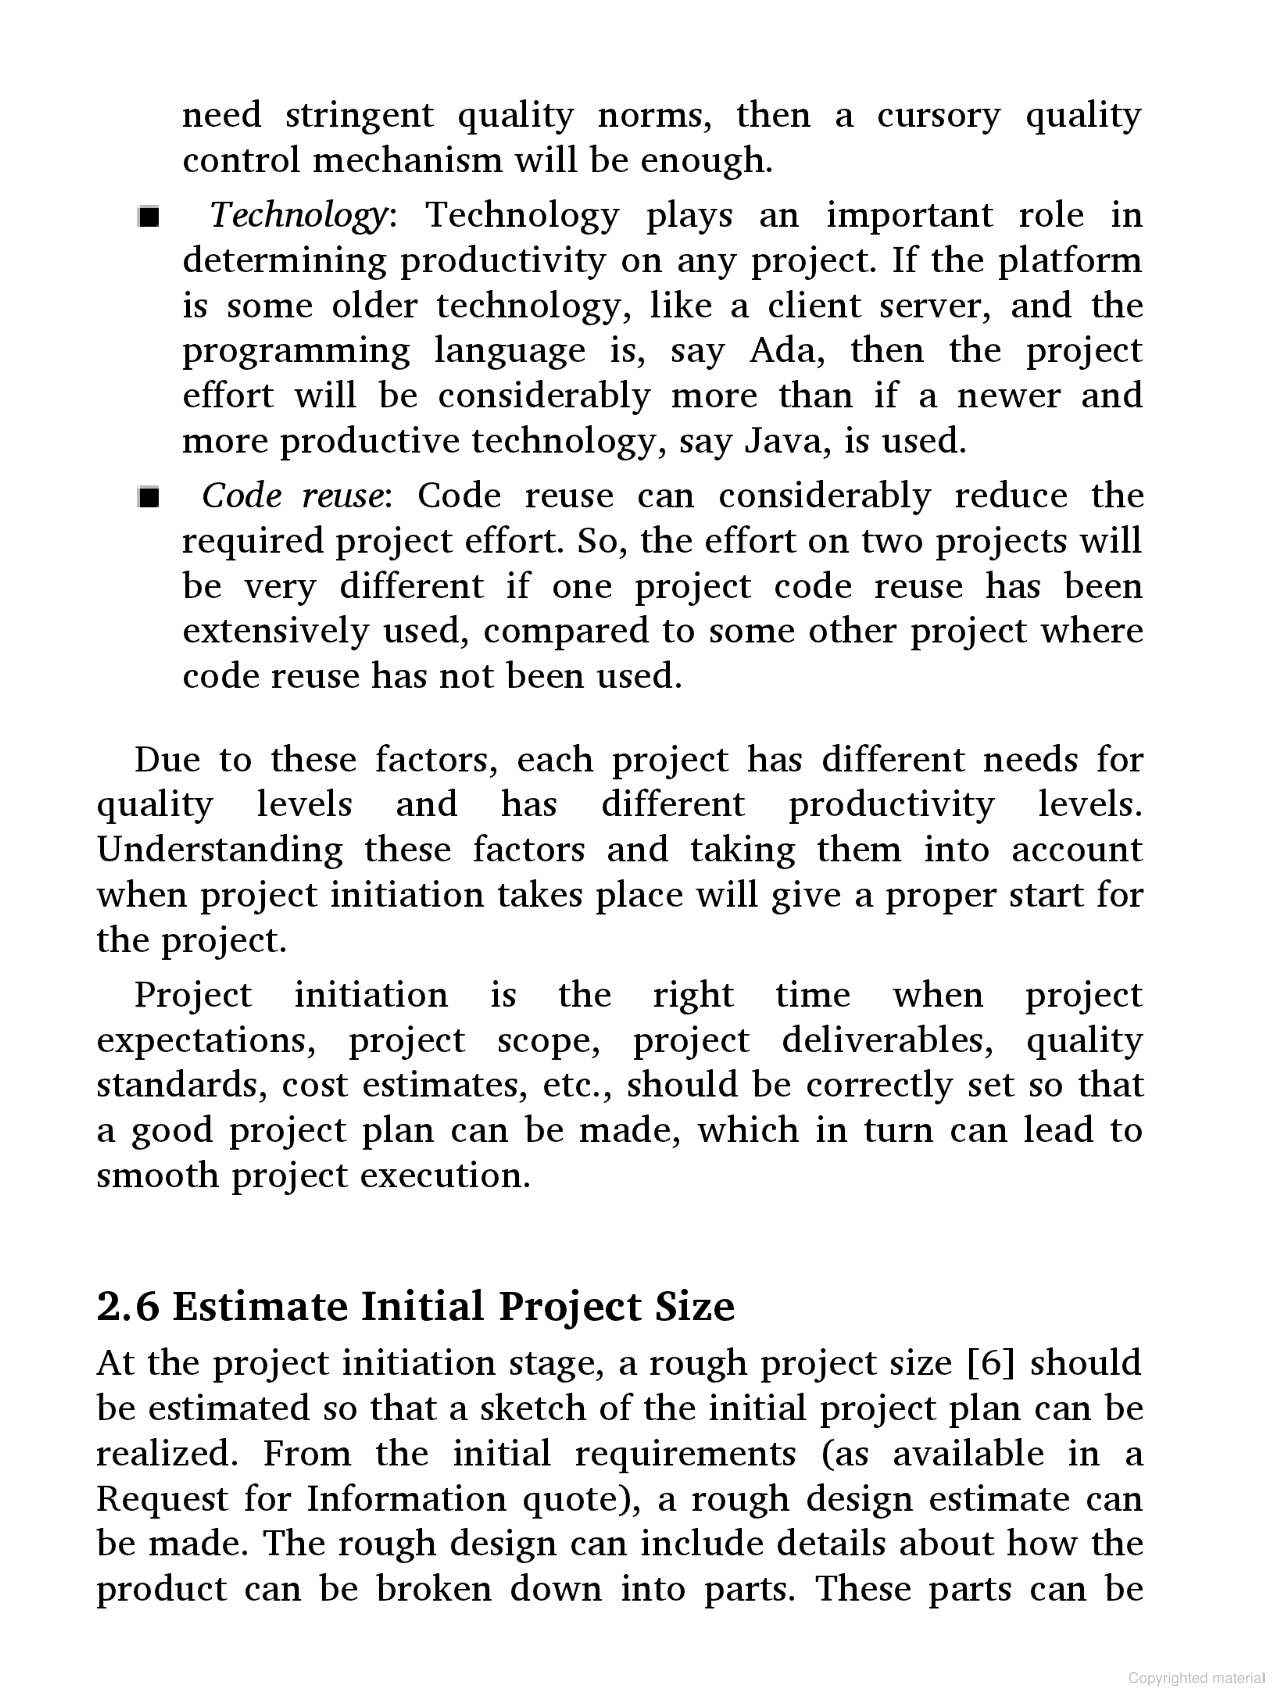 need stringent quality norms, then a cursory quality
control mechanism will be enough.
■ Technology: Technology plays an important role in
determining productivity on any project. If the platform
is some older technology, like a client server, and the
programming language is, say Ada, then the project
effort will be considerably more than if a newer and
more productive technology, say Java, is used.
■ Code reuse: Code reuse can considerably reduce the
required project effort. So, the effort on two projects will
be very different if one project code reuse has been
extensively used, compared to some other project where
code reuse has not been used.
Due to these factors, each project has different needs for
quality levels and has different productivity levels.
Understanding these factors and taking them into account
when project initiation takes place will give a proper start for
the project.
Project initiation is the right time when project
expectations, project scope, project deliverables, quality
standards, cost estimates, etc., should be correctly set so that
a good project plan can be made, which in turn can lead to
smooth project execution.
2.6 Estimate Initial Project Size
At the project initiation stage, a rough project size [6] should
be estimated so that a sketch of the initial project plan can be
realized. From the initial requirements (as available in a
Request for Information quote), a rough design estimate can
be made. The rough design can include details about how the
product can be broken down into parts. These parts can be
Copyrighted material